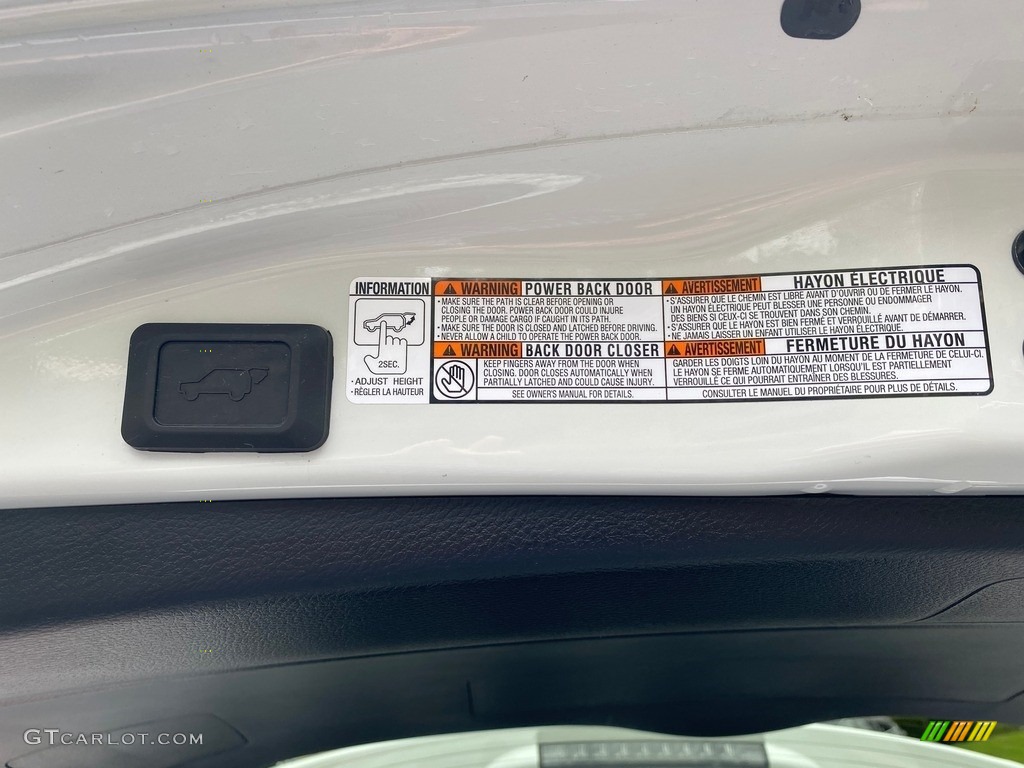 INFORMATION
2SEC.
• ADJUST HEIGHT
• RÉGLER LA HAUTEUR
WARNING POWER BACK DOOR
• MAKE SURE THE PATH IS CLEAR BEFORE OPENING OR
CLOSING THE DOOR. POWER BACK DOOR COULD INJURE
PEOPLE OR DAMAGE CARGO IF CAUGHT IN ITS PATH.
• MAKE SURE THE DOOR IS CLOSED AND LATCHED BEFORE DRIVING.
• NEVER ALLOW A CHILD TO OPERATE THE POWER BACK DOOR.
WARNING BACK DOOR CLOSER
KEEP FINGERS AWAY FROM THE DOOR WHEN
CLOSING. DOOR CLOSES AUTOMATICALLY WHEN
PARTIALLY LATCHED AND COULD CAUSE INJURY.
SEE OWNER'S MANUAL FOR DETAILS.
AVERTISSEMENT HAYON ÉLECTRIQUE
• S'ASSURER QUE LE CHEMIN EST LIBRE AVANT D'OUVRIR OU DE FERMER LE HAYON.
UN HAYON ÉLECTRIQUE PEUT BLESSER UNE PERSONNE OU ENDOMMAGER
DES BIENS SI CEUX-CI SE TROUVENT DANS SON CHEMIN.
• S'ASSURER QUE LE HAYON EST BIEN FERMÉ ET VERROUILLÉ AVANT DE DÉMARRER.
• NE JAMAIS LAISSER UN ENFANT UTILISER LE HAYON ÉLECTRIQUE.
AVERTISSEMENT FERMETURE DU HAYON
GARDER LES DOIGTS LOIN DU HAYON AU MOMENT DE LA FERMETURE DE CELUI-CI.
LE HAYON SE FERME AUTOMATIQUEMENT LORSQU'IL EST PARTIELLEMENT
VERROUILLÉ CE QUI POURRAIT ENTRAÎNER DES BLESSURES.
CONSULTER LE MANUEL DU PROPRIÉTAIRE POUR PLUS DE DÉTAILS.
GTCARLOT.COM